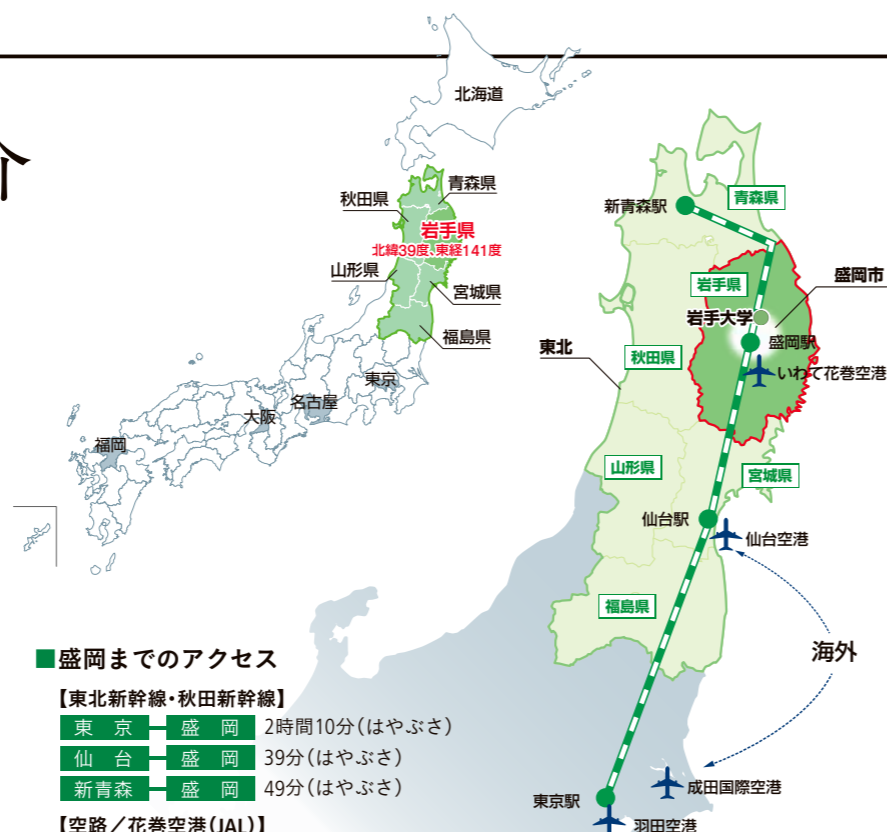 介
北海道
青森県
秋田県
岩手県
北緯39度、東経141度
山形県
宮城県
福島県
東京
名古屋
大阪
福岡
新青森駅
青森県
岩手県
盛岡市
岩手大学
盛岡駅
東北
秋田県
いわて花巻空港
山形県
宮城県
仙台駅
仙台空港
福島県
海外
成田国際空港
東京駅
羽田空港
■盛岡までのアクセス
【東北新幹線・秋田新幹線】
東 京 盛 岡 2時間10分(はやぶさ)
仙 台 盛 岡 39分(はやぶさ)
新青森 盛 岡 49分(はやぶさ)
【空路／花巻空港(JAL)】